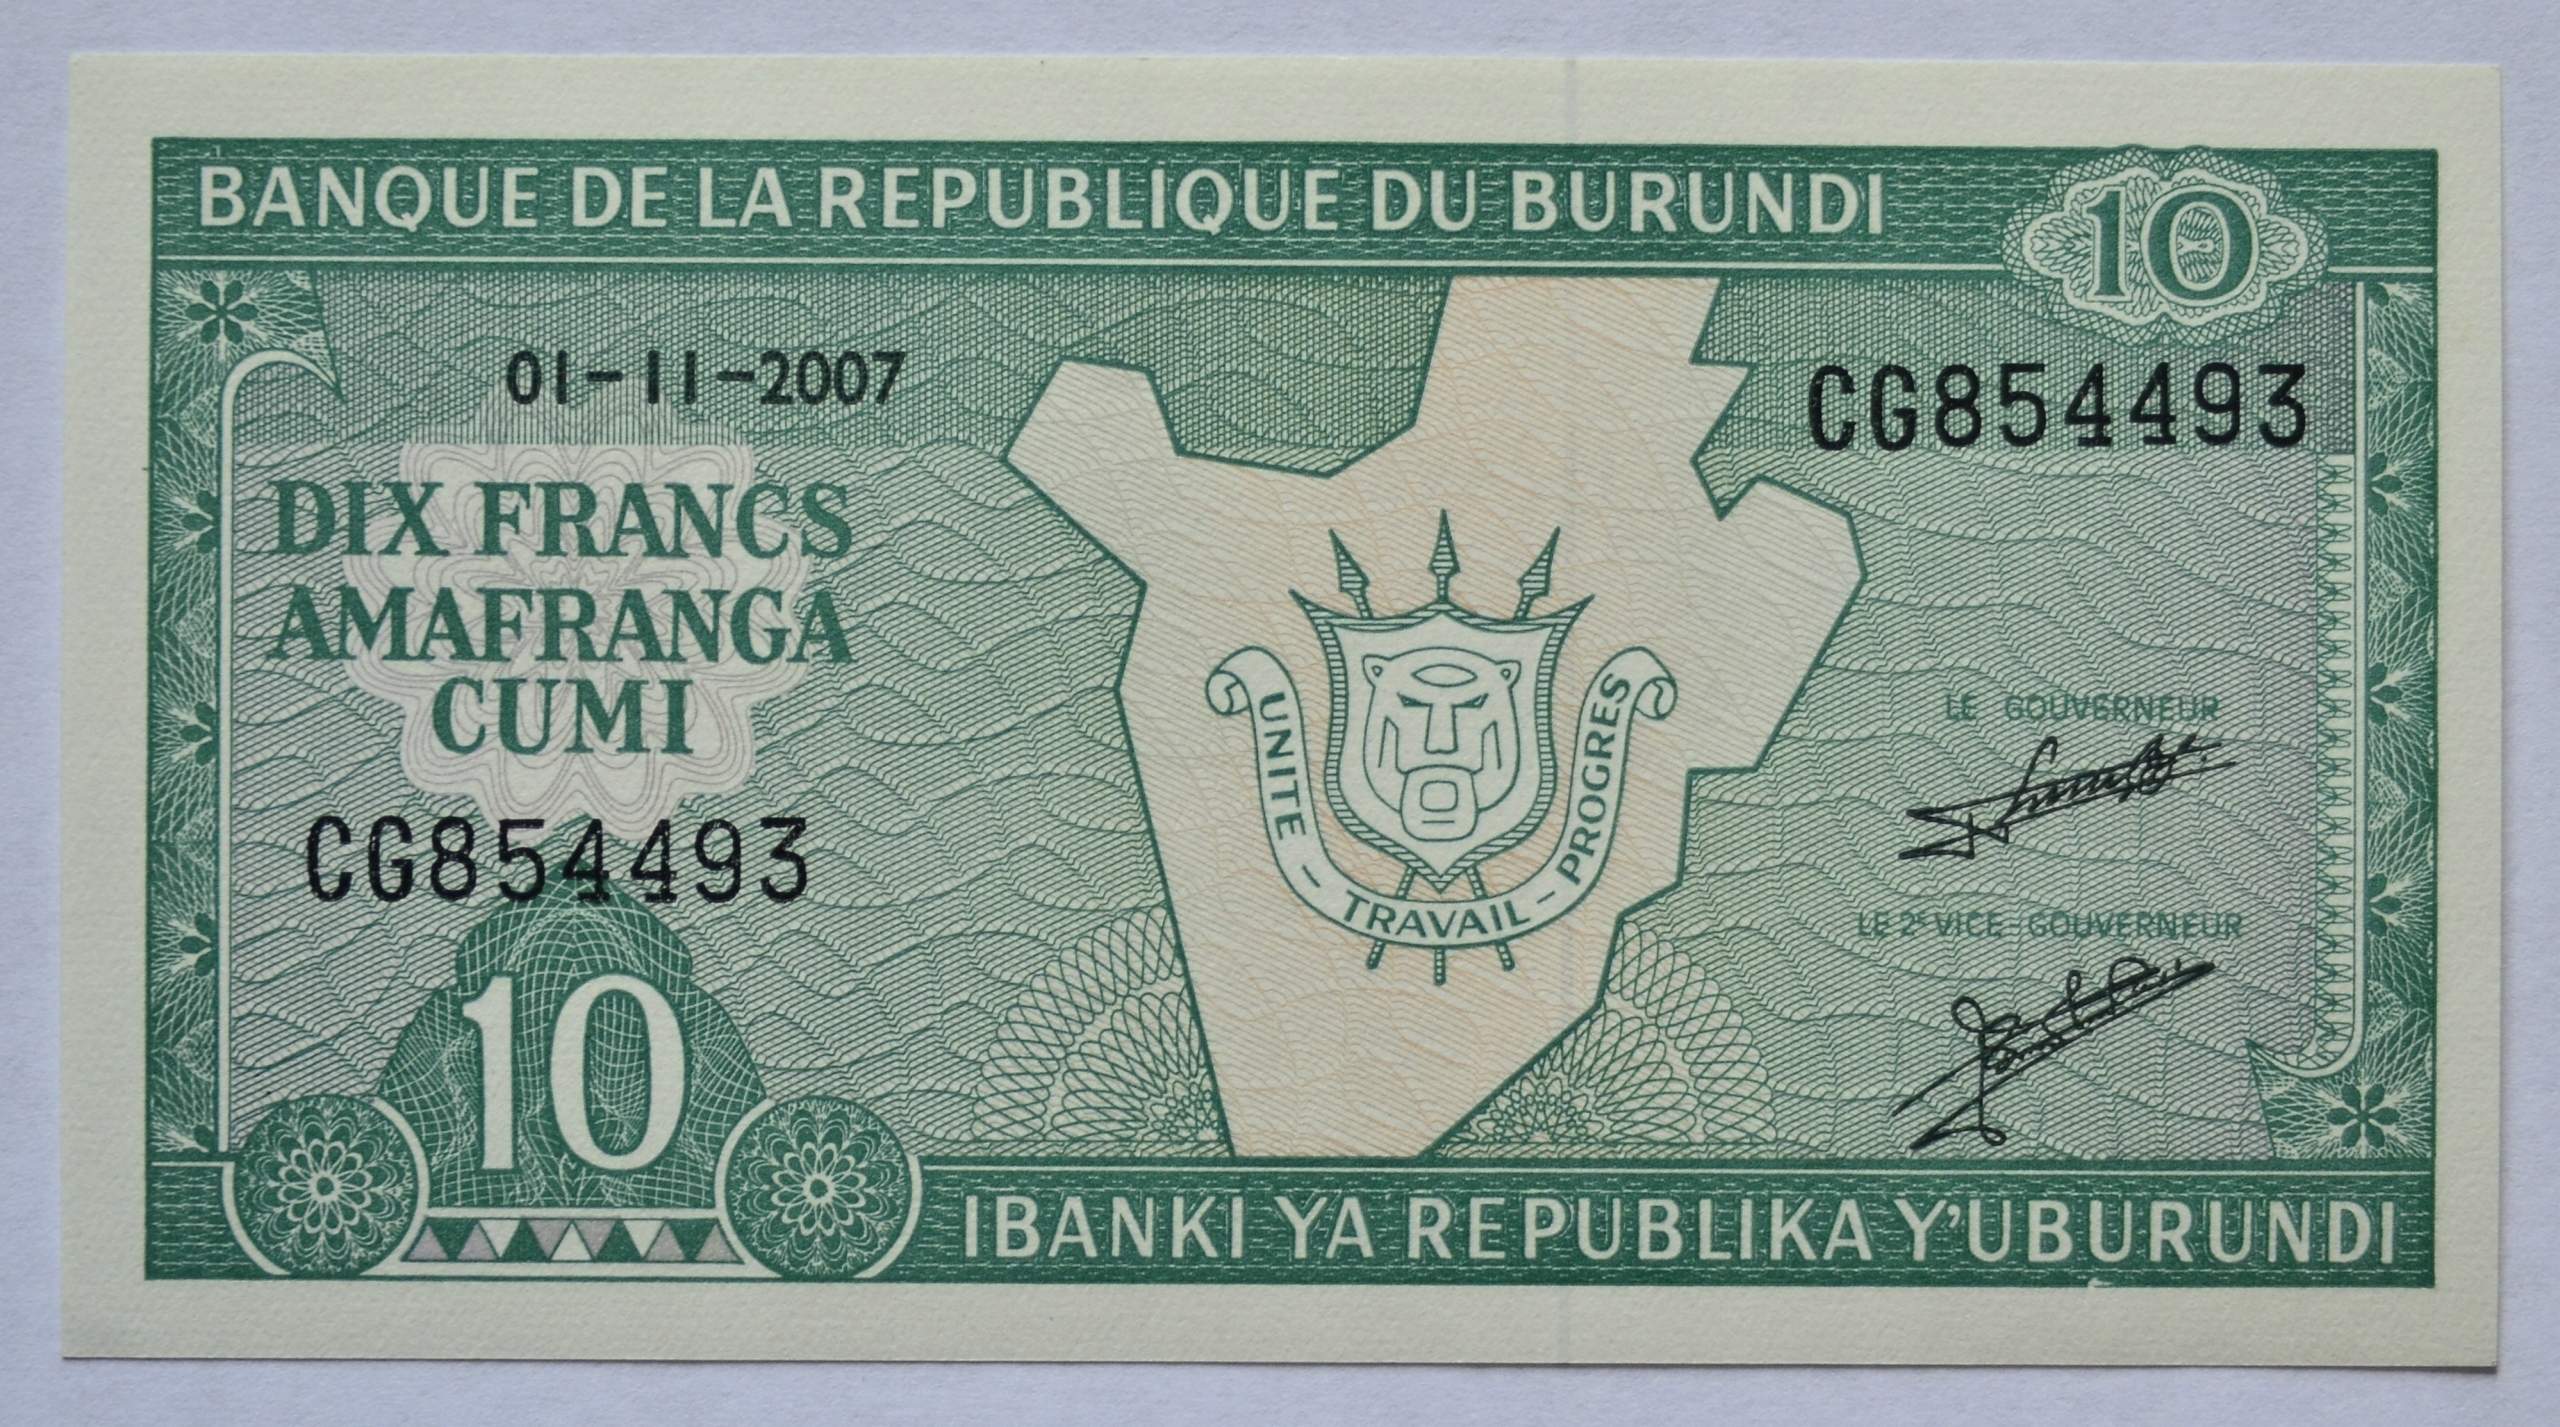 BANQUE DE LA REPUBLIQUE DU BURUNDI
10
01-11-2007
CG854493
DIX FRANCS
AMAFRANGA
CUMI
CG854493
10
UNITE - TRAVAIL - PROGRES
LE GOUVERNEUR
LE 2E VICE-GOUVERNEUR
IBANKI YA REPUBLIKA Y'UBURUNDI